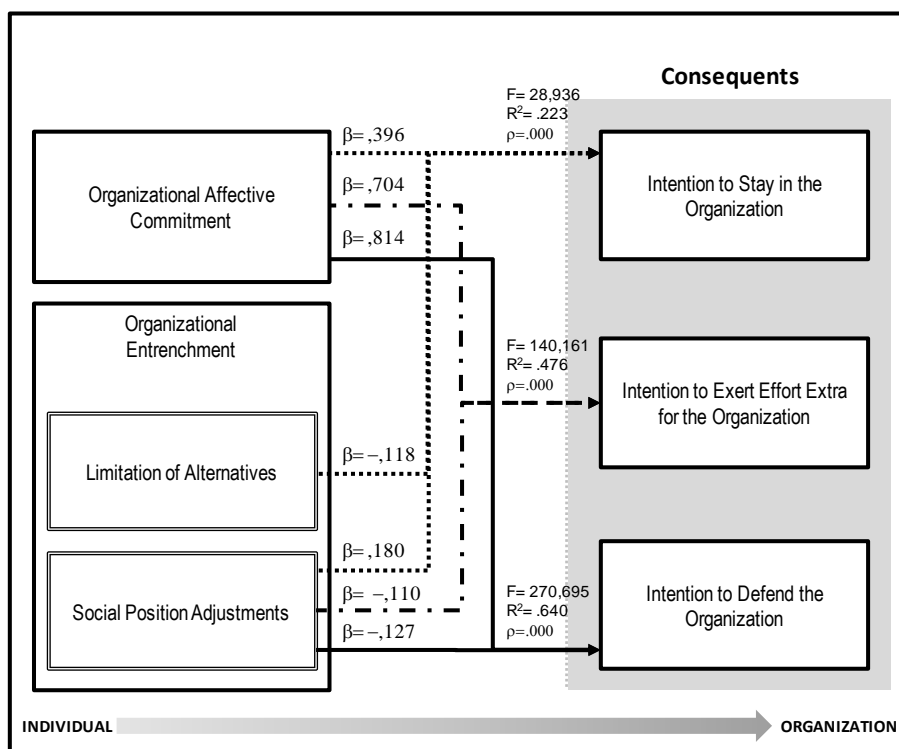 Consequents
F= 28,936
R²= .223
ρ=.000
β=,396
β=,704
β=,814
Organizational Affective
Commitment
Intention to Stay in the
Organization
Organizational
Entrenchment
F= 140,161
R²= .476
ρ=.000
Intention to Exert Effort Extra
for the Organization
Limitation of Alternatives
β=−,118
β=,180
β= −,110
β=−,127
Social Position Adjustments
F= 270,695
R²= .640
ρ=.000
Intention to Defend the
Organization
INDIVIDUAL
ORGANIZATION